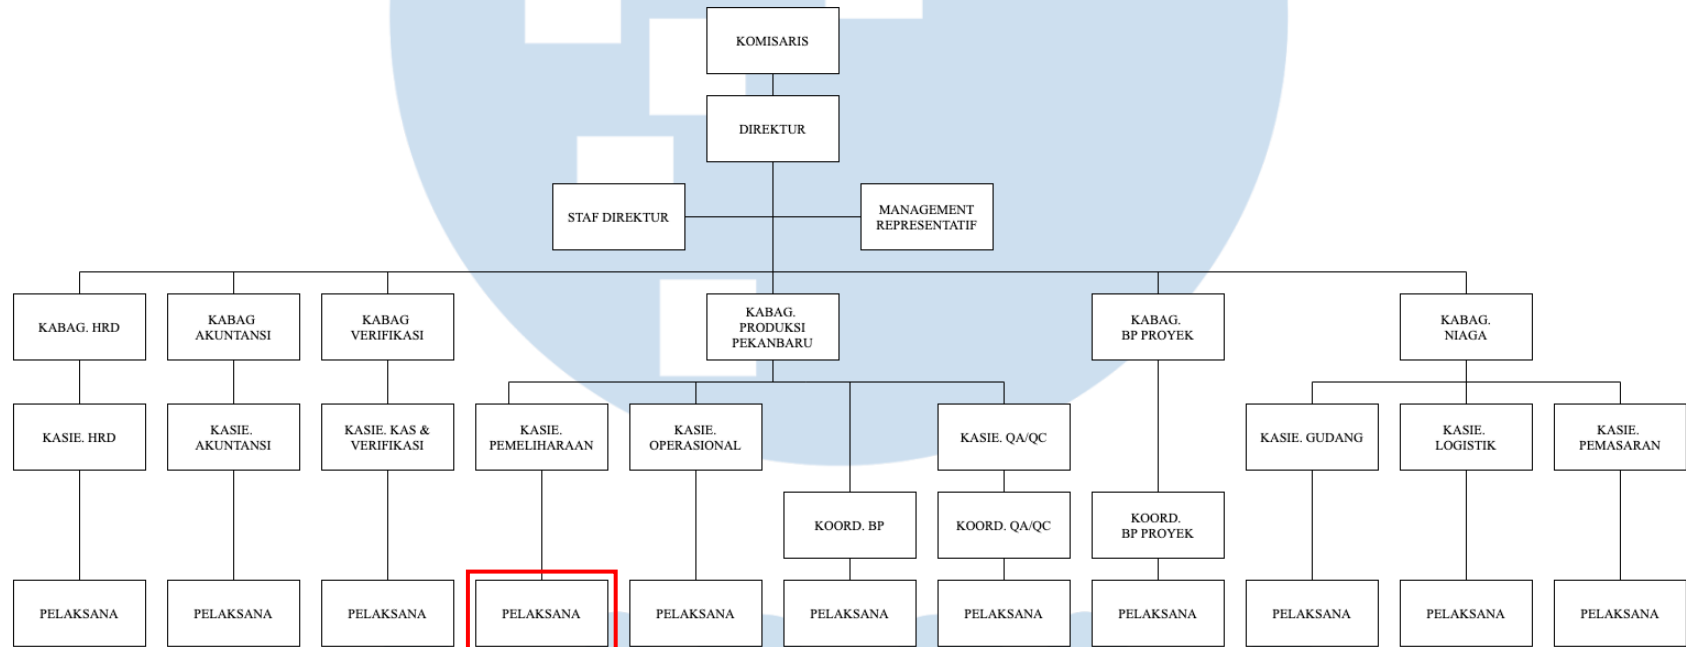 KOMISARIS
DIREKTUR
STAF DIREKTUR
MANAGEMENT
REPRESENTATIF
KABAG. HRD
KABAG
AKUNTANSI
KABAG
VERIFIKASI
KABAG.
PRODUKSI
PEKANBARU
KABAG.
BP PROYEK
KABAG.
NIAGA
KASIE. HRD
KASIE.
AKUNTANSI
KASIE. KAS &
VERIFIKASI
KASIE.
PEMELIHARAAN
KASIE.
OPERASIONAL
KASIE. QA/QC
KASIE. GUDANG
KASIE.
LOGISTIK
KASIE.
PEMASARAN
KOORD. BP
KOORD. QA/QC
KOORD.
BP PROYEK
PELAKSANA
PELAKSANA
PELAKSANA
PELAKSANA
PELAKSANA
PELAKSANA
PELAKSANA
PELAKSANA
PELAKSANA
PELAKSANA
PELAKSANA